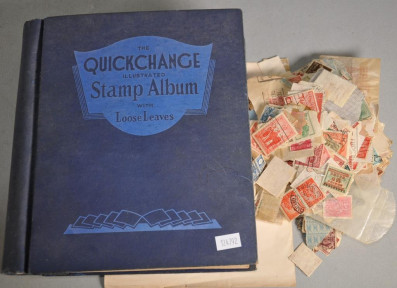 THE
QUICKCHANGE
ILLUSTRATED
Stamp Album
WITH
Loose Leaves